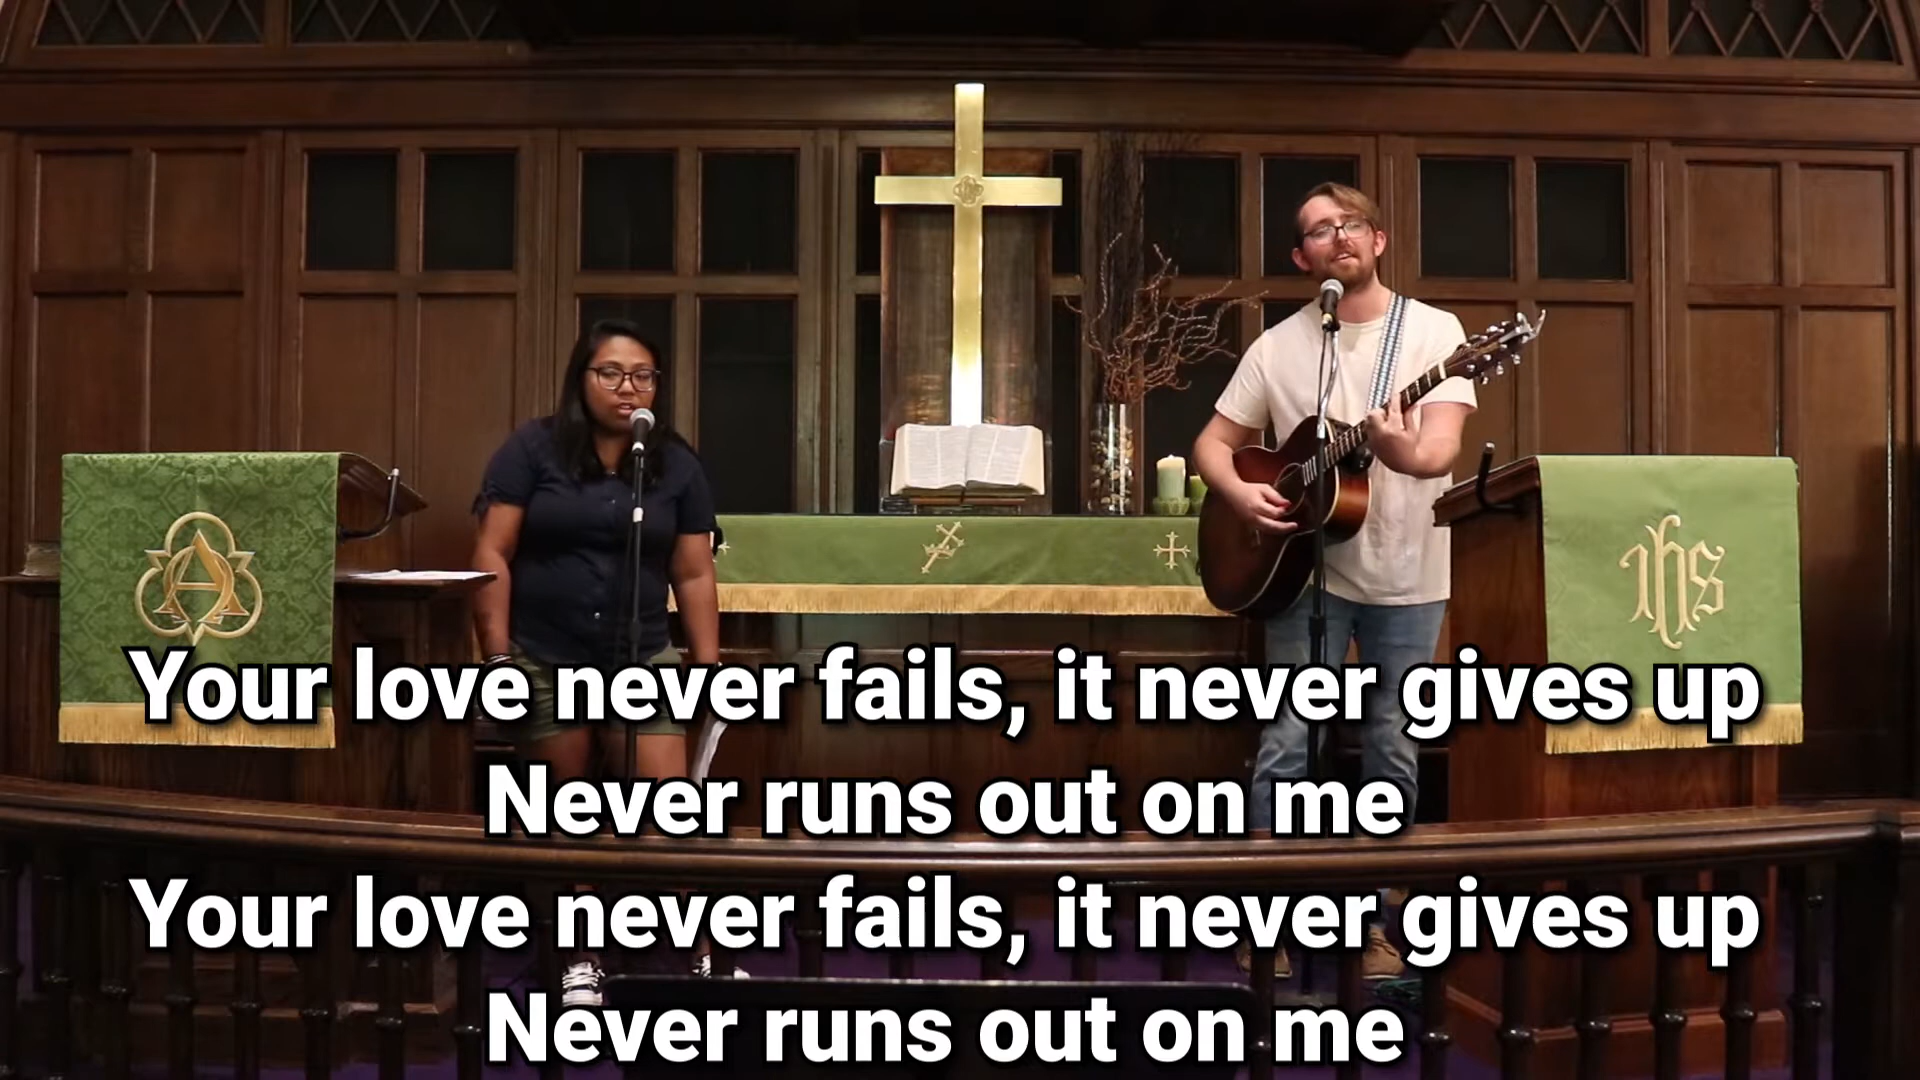 ihs
Your love never fails, it never gives up
Never runs out on me
Your love never fails, it never gives up
Never runs out on me